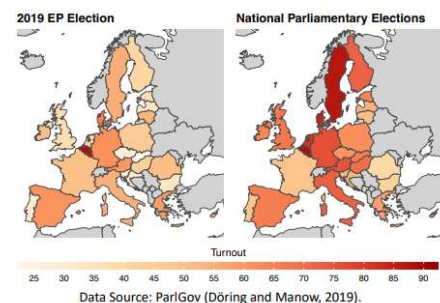 2019 EP Election
National Parliamentary Elections
Turnout
25 30 35 40 45 50 55 60 65 70 75 80 85 90
Data Source: ParlGov (Döring and Manow, 2019).